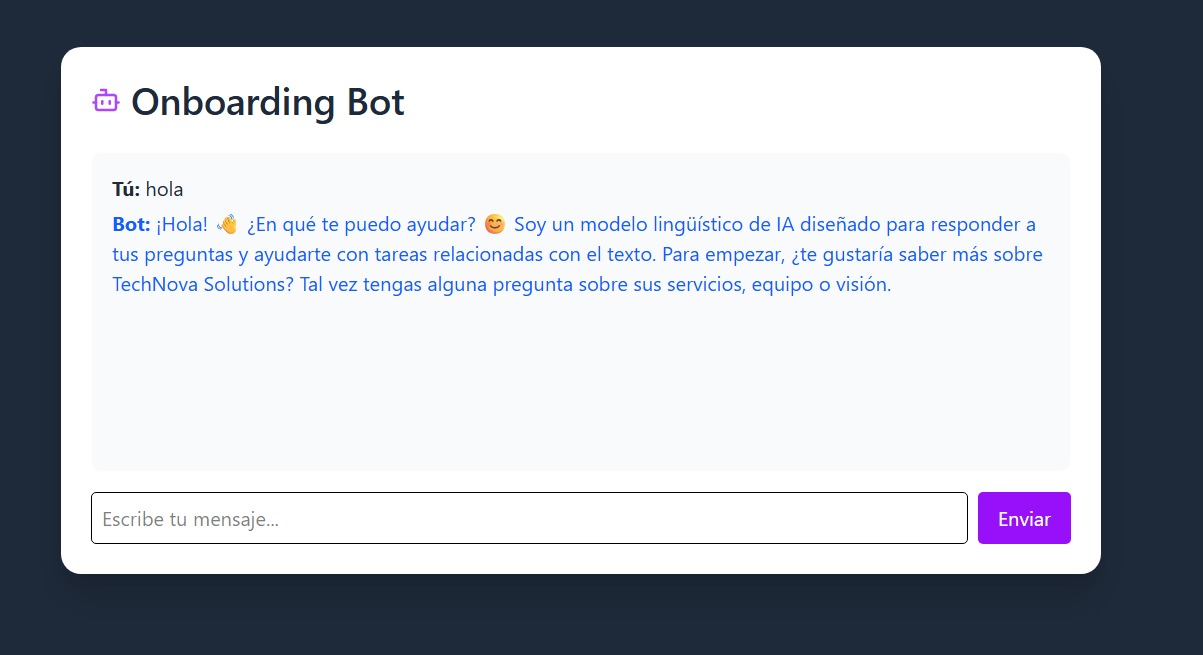 Onboarding Bot
Tú: hola
Bot: ¡Hola! 👋 ¿En qué te puedo ayudar? 😊 Soy un modelo lingüístico de IA diseñado para responder a
tus preguntas y ayudarte con tareas relacionadas con el texto. Para empezar, ¿te gustaría saber más sobre
TechNova Solutions? Tal vez tengas alguna pregunta sobre sus servicios, equipo o visión.
Escribe tu mensaje...
Enviar